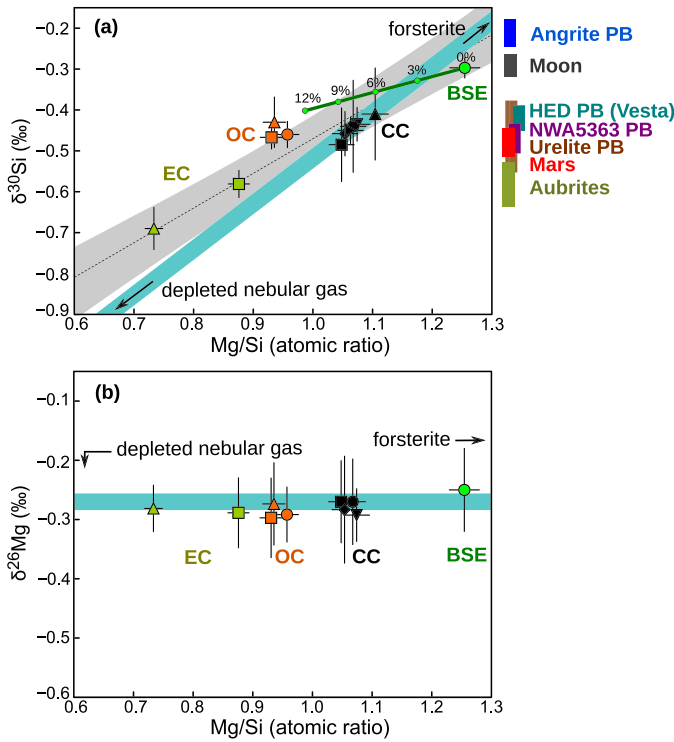 (a)
forsterite
0%
3%
6%
9%
12%
BSE
OC
CC
EC
depleted nebular gas
−0.2
−0.3
−0.4
−0.5
−0.6
−0.7
−0.8
−0.9
δ³⁰Si (‰)
0.6 0.7 0.8 0.9 1.0 1.1 1.2 1.3
Mg/Si (atomic ratio)
Angrite PB
Moon
HED PB (Vesta)
NWA5363 PB
Urelite PB
Mars
Aubrites
(b)
depleted nebular gas
forsterite
EC
OC
CC
BSE
−0.1
−0.2
−0.3
−0.4
−0.5
−0.6
δ²⁶Mg (‰)
0.6 0.7 0.8 0.9 1.0 1.1 1.2 1.3
Mg/Si (atomic ratio)